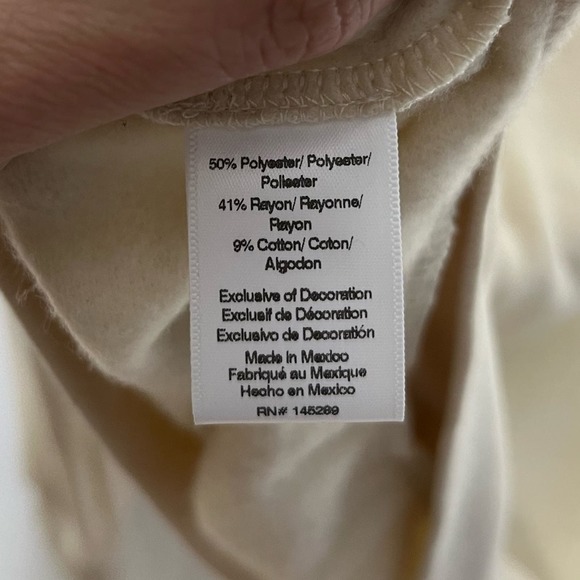 50% Polyester/ Polyester/
Poliester
41% Rayon/ Rayonne/
Rayon
9% Cotton/ Coton/
Algodon
Exclusive of Decoration
Exclusif de Décoration
Exclusivo de Decoratión
Made in Mexico
Fabriqué au Mexique
Hecho en Mexico
RN# 145289